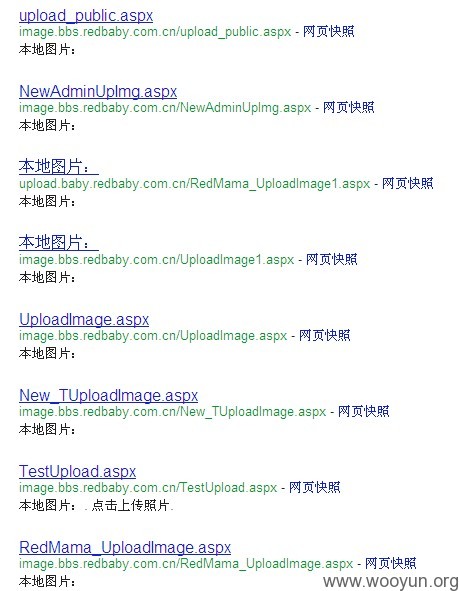 upload_public.aspx
image.bbs.redbaby.com.cn/upload_public.aspx - 网页快照
本地图片：
NewAdminUpImg.aspx
image.bbs.redbaby.com.cn/NewAdminUpImg.aspx - 网页快照
本地图片：
本地图片：
upload.baby.redbaby.com.cn/RedMama_UploadImage1.aspx - 网页快照
本地图片：
本地图片：
image.bbs.redbaby.com.cn/UploadImage1.aspx - 网页快照
本地图片：
UploadImage.aspx
image.bbs.redbaby.com.cn/UploadImage.aspx - 网页快照
本地图片：
New_TUploadImage.aspx
image.bbs.redbaby.com.cn/New_TUploadImage.aspx - 网页快照
本地图片：
TestUpload.aspx
image.bbs.redbaby.com.cn/TestUpload.aspx - 网页快照
本地图片：. 点击上传照片.
RedMama_UploadImage.aspx
image.bbs.redbaby.com.cn/RedMama_UploadImage.aspx - 网页快照
本地图片：
www.wooyun.org